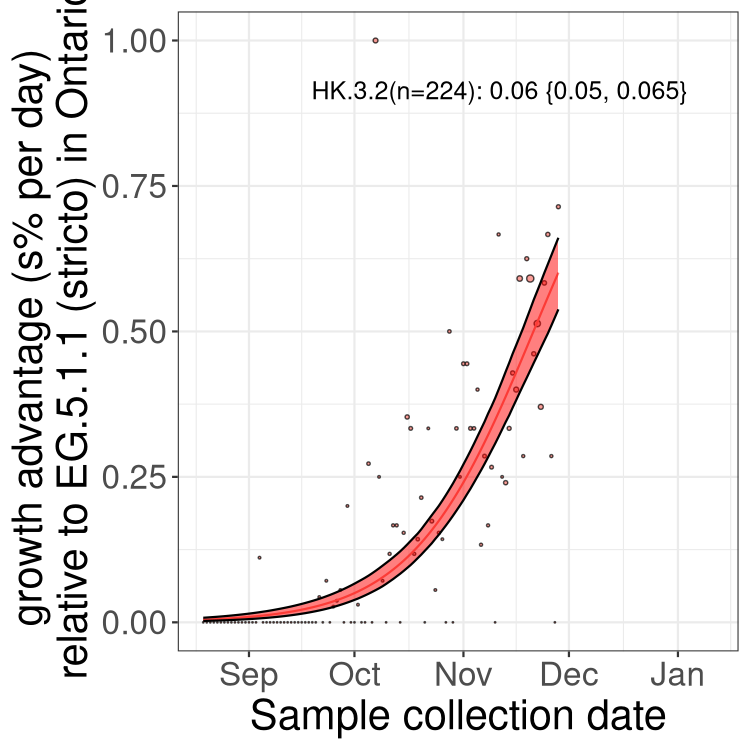 growth advantage (s% per day)
relative to EG.5.1.1 (stricto) in Ontario
1.00
0.75
0.50
0.25
0.00
HK.3.2(n=224): 0.06 {0.05, 0.065}
Sep Oct Nov Dec Jan
Sample collection date